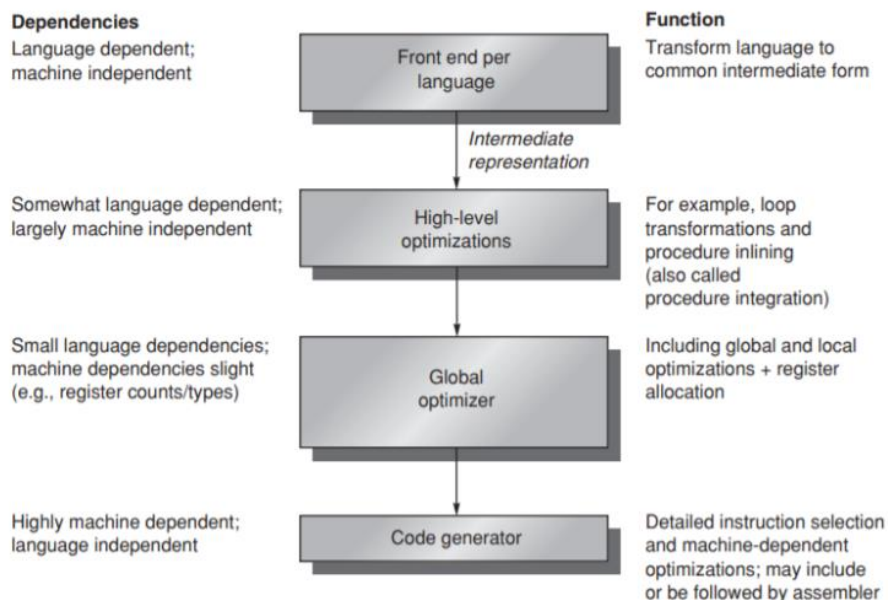 Dependencies
Language dependent;
machine independent
Front end per
language
Function
Transform language to
common intermediate form
Intermediate
representation
Somewhat language dependent;
largely machine independent
High-level
optimizations
For example, loop
transformations and
procedure inlining
(also called
procedure integration)
Small language dependencies;
machine dependencies slight
(e.g., register counts/types)
Global
optimizer
Including global and local
optimizations + register
allocation
Highly machine dependent;
language independent
Code generator
Detailed instruction selection
and machine-dependent
optimizations; may include
or be followed by assembler